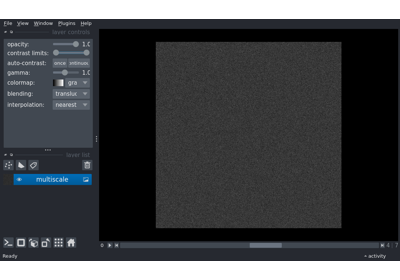 File View Window Plugins Help
layer controls
opacity: 1.0
contrast limits:
auto-contrast: once
gamma: 1.0
colormap: gra
blending: transluc
interpolation: nearest
layer list
multiscale
Ready
activity